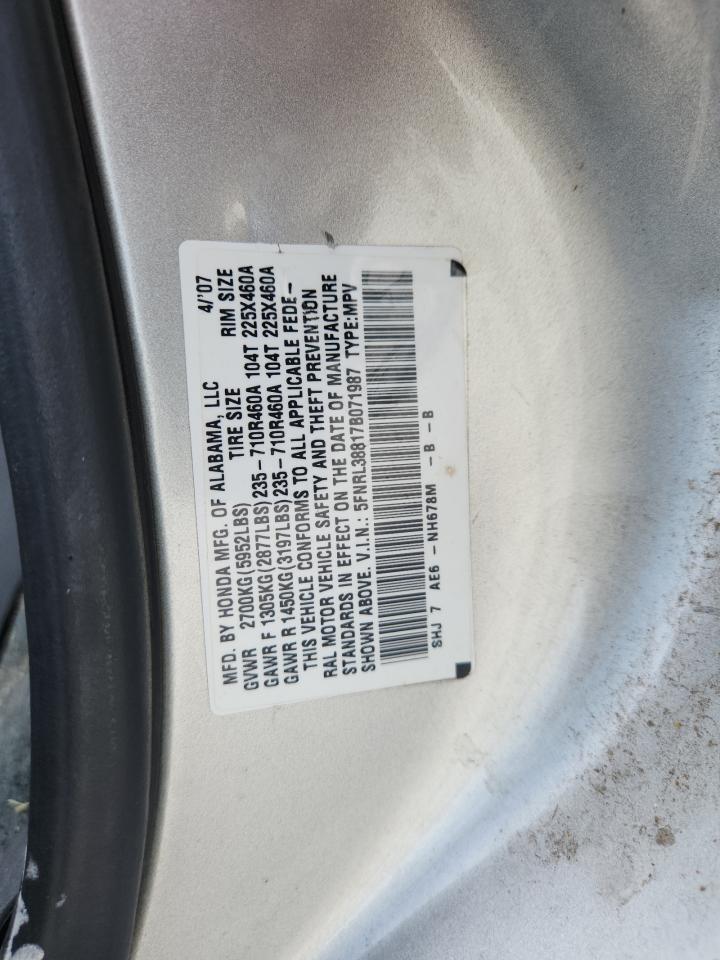 MFD. BY HONDA MFG. OF ALABAMA, LLC 4/'07
GVWR 2700KG(5952LBS) TIRE SIZE RIM SIZE
GAWR F 1305KG(2877LBS)235-710R460A 104T 225X460A
GAWR R 1450KG(3197LBS)235-710R460A 104T 225X460A
THIS VEHICLE CONFORMS TO ALL APPLICABLE FEDE-
RAL MOTOR VEHICLE SAFETY AND THEFT PREVENTION
STANDARDS IN EFFECT ON THE DATE OF MANUFACTURE
SHOWN ABOVE. V.I.N.: 5FNRL38817B071987 TYPE:MPV
SHJ 7 AE6 - NH678M - B - B